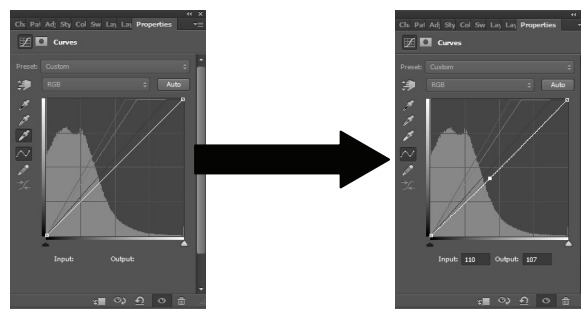 Cls Pat Adj Sty Col Sw Lay Lay Properties
Curves
Preset: Custom
RGB Auto
Input: Output:
Cls Pat Adj Sty Col Sw Lay Lay Properties
Curves
Preset: Custom
RGB Auto
Input: 110 Output: 107